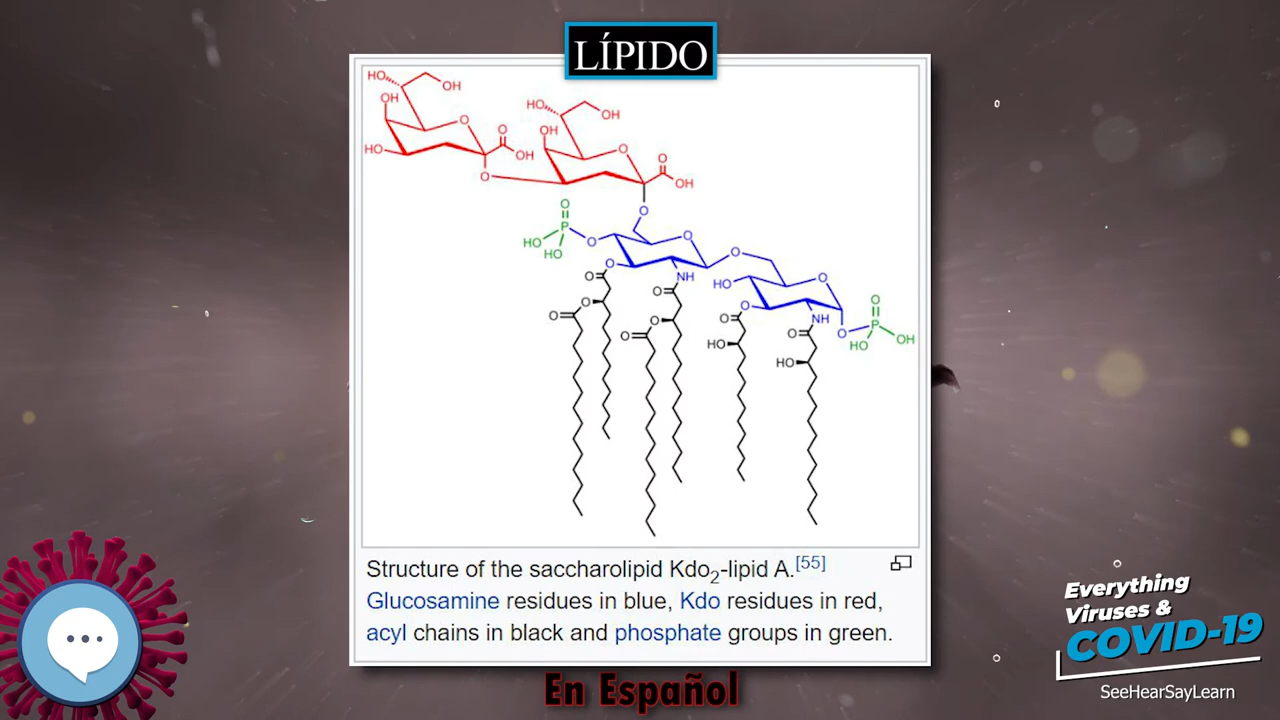 LÍPIDO
HO
OH
OH
HO
O
O
OH
O
HO
OH
OH
O
O
OH
O
O
P
HO
HO
O
O
O
O
NH
O
O
O
O
O
O
HO
O
O
NH
O
O
HO
O
HO
O
P
OH
HO
Structure of the saccharolipid Kdo2-lipid A.[55]
Glucosamine residues in blue, Kdo residues in red,
acyl chains in black and phosphate groups in green.
Everything
Viruses &
COVID-19
SeeHearSayLearn
En Español